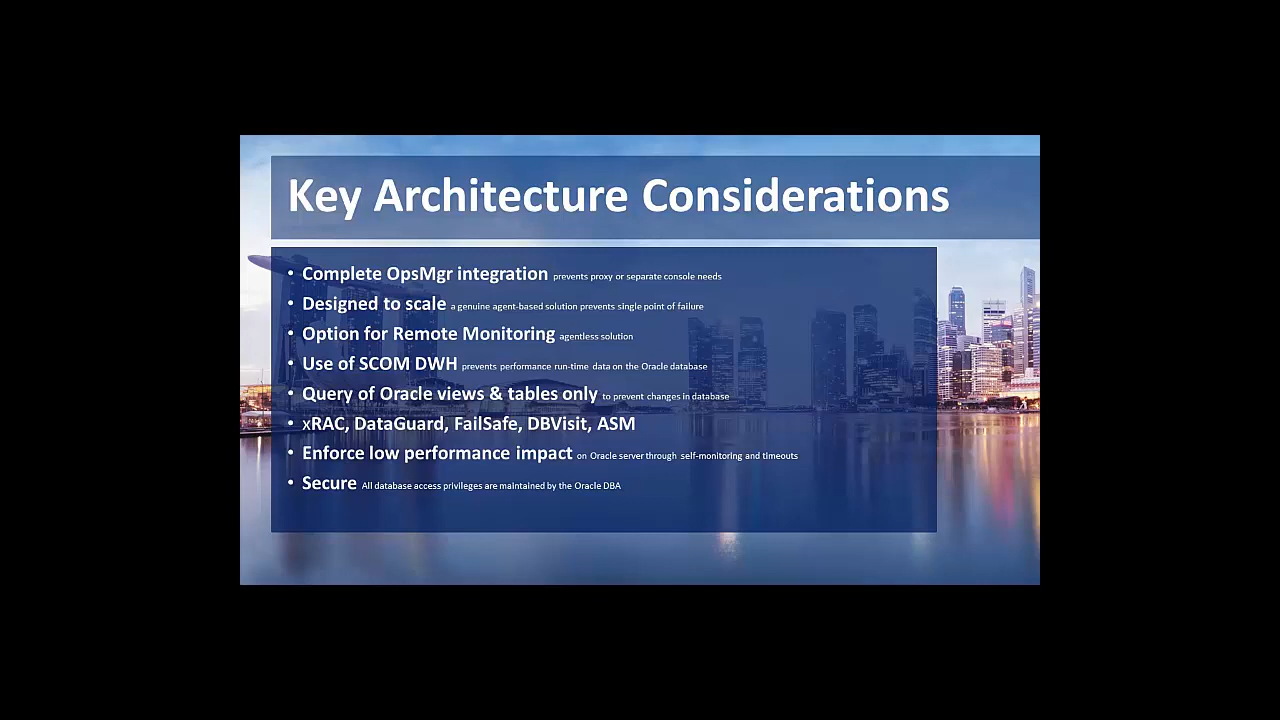 Key Architecture Considerations
• Complete OpsMgr integration prevents proxy or separate console needs
• Designed to scale a genuine agent-based solution prevents single point of failure
• Option for Remote Monitoring agentless solution
• Use of SCOM DWH prevents performance run-time data on the Oracle database
• Query of Oracle views & tables only to prevent changes in database
• xRAC, DataGuard, FailSafe, DBVisit, ASM
• Enforce low performance impact on Oracle server through self-monitoring and timeouts
• Secure All database access privileges are maintained by the Oracle DBA